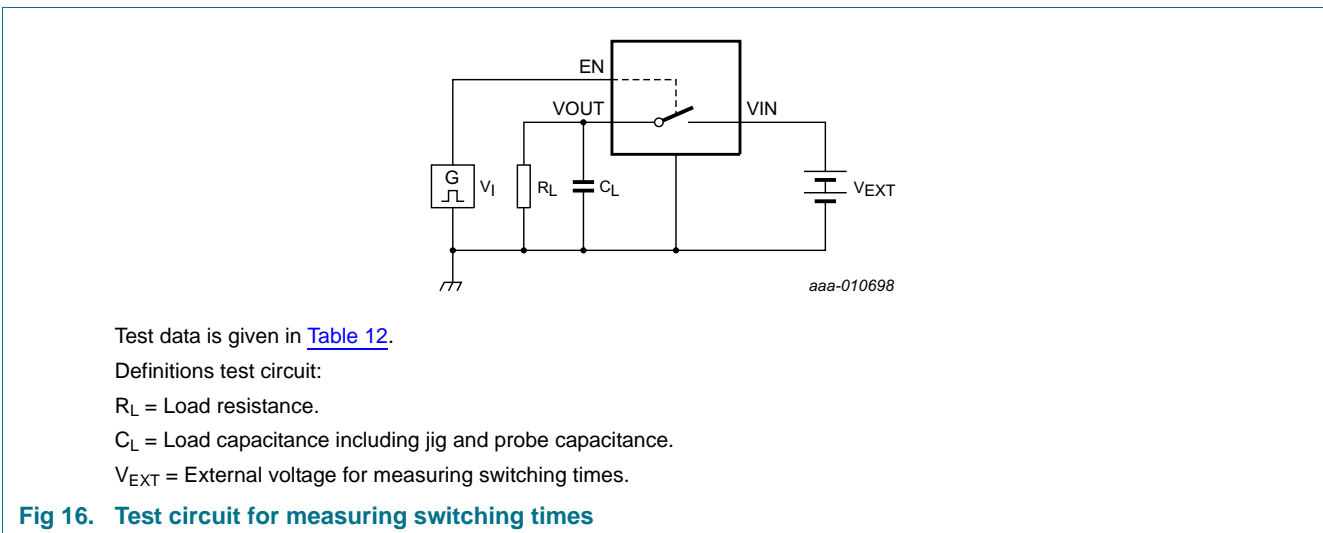 EN
VOUT
VIN
G
VI
RL
CL
VEXT
aaa-010698
Test data is given in Table 12.
Definitions test circuit:
RL = Load resistance.
CL = Load capacitance including jig and probe capacitance.
VEXT = External voltage for measuring switching times.
Fig 16. Test circuit for measuring switching times